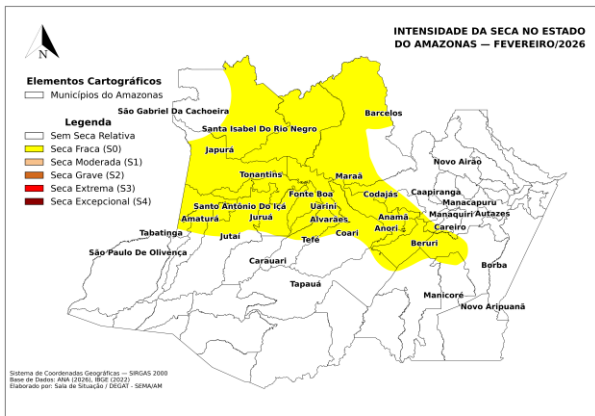 INTENSIDADE DA SECA NO ESTADO
DO AMAZONAS — FEVEREIRO/2026
N
Elementos Cartográficos
Municípios do Amazonas
Legenda
Sem Seca Relativa
Seca Fraca (S0)
Seca Moderada (S1)
Seca Grave (S2)
Seca Extrema (S3)
Seca Excepcional (S4)
São Gabriel Da Cachoeira
Barcelos
Santa Isabel Do Rio Negro
Japurá
Novo Airão
Tonantins
Maraã
Fonte Boa
Codajás
Caapiranga
Santo Antônio Do Içá
Uarini
Manacapuru
Amaturá
Juruá
Alvarães
Anamã
Manaquiri
Autazes
Tabatinga
Jutaí
Tefé
Coari
Anori
Careiro
Beruri
São Paulo De Olivença
Carauari
Borba
Tapauá
Manicoré
Novo Aripuanã
Sistema de Coordenadas Geográficas — SIRGAS 2000
Base de Dados: ANA (2026), IBGE (2022)
Elaborado por: Sala de Situação / DEGAT - SEMA/AM